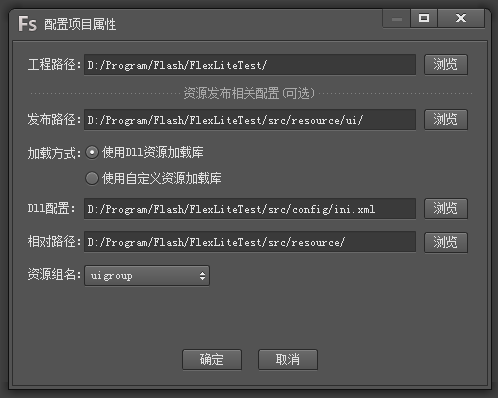 Fs 配置项目属性
工程路径: D:/Program/Flash/FlexLiteTest/ 浏览
资源发布相关配置(可选)
发布路径: D:/Program/Flash/FlexLiteTest/src/resource/ui/ 浏览
加载方式: 使用Dll资源加载库
使用自定义资源加载库
Dll配置: D:/Program/Flash/FlexLiteTest/src/config/ini.xml 浏览
相对路径: D:/Program/Flash/FlexLiteTest/src/resource/ 浏览
资源组名: uigroup
确定 取消